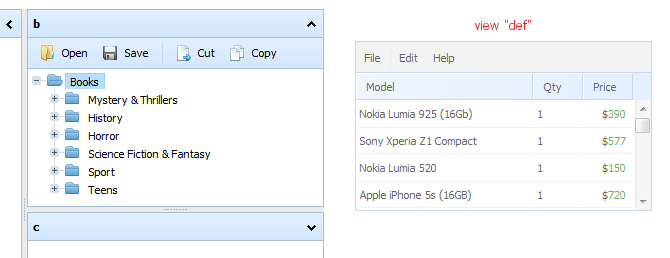 b
Open Save Cut Copy
Books
Mystery & Thrillers
History
Horror
Science Fiction & Fantasy
Sport
Teens
c
view "def"
File Edit Help
Model Qty Price
Nokia Lumia 925 (16Gb) 1 $390
Sony Xperia Z1 Compact 1 $577
Nokia Lumia 520 1 $150
Apple iPhone 5s (16GB) 1 $720